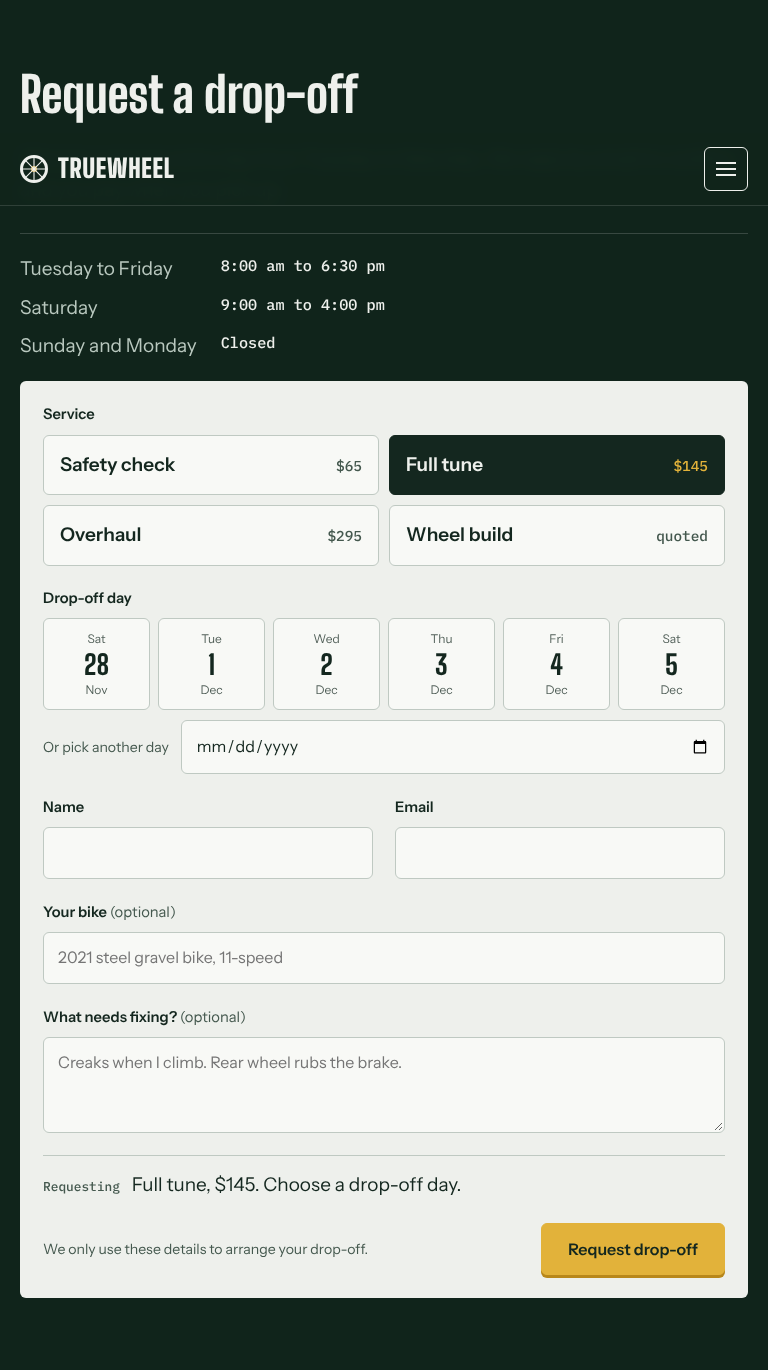 Request a drop-off
TRUEWHEEL
Tuesday to Friday 8:00 am to 6:30 pm
Saturday 9:00 am to 4:00 pm
Sunday and Monday Closed
Service
Safety check $65 Full tune $145
Overhaul $295 Wheel build quoted
Drop-off day
Sat Tue Wed Thu Fri Sat
28 1 2 3 4 5
Nov Dec Dec Dec Dec Dec
Or pick another day mm/dd/yyyy
Name Email
Your bike (optional)
2021 steel gravel bike, 11-speed
What needs fixing? (optional)
Creaks when I climb. Rear wheel rubs the brake.
Requesting Full tune, $145. Choose a drop-off day.
We only use these details to arrange your drop-off. Request drop-off